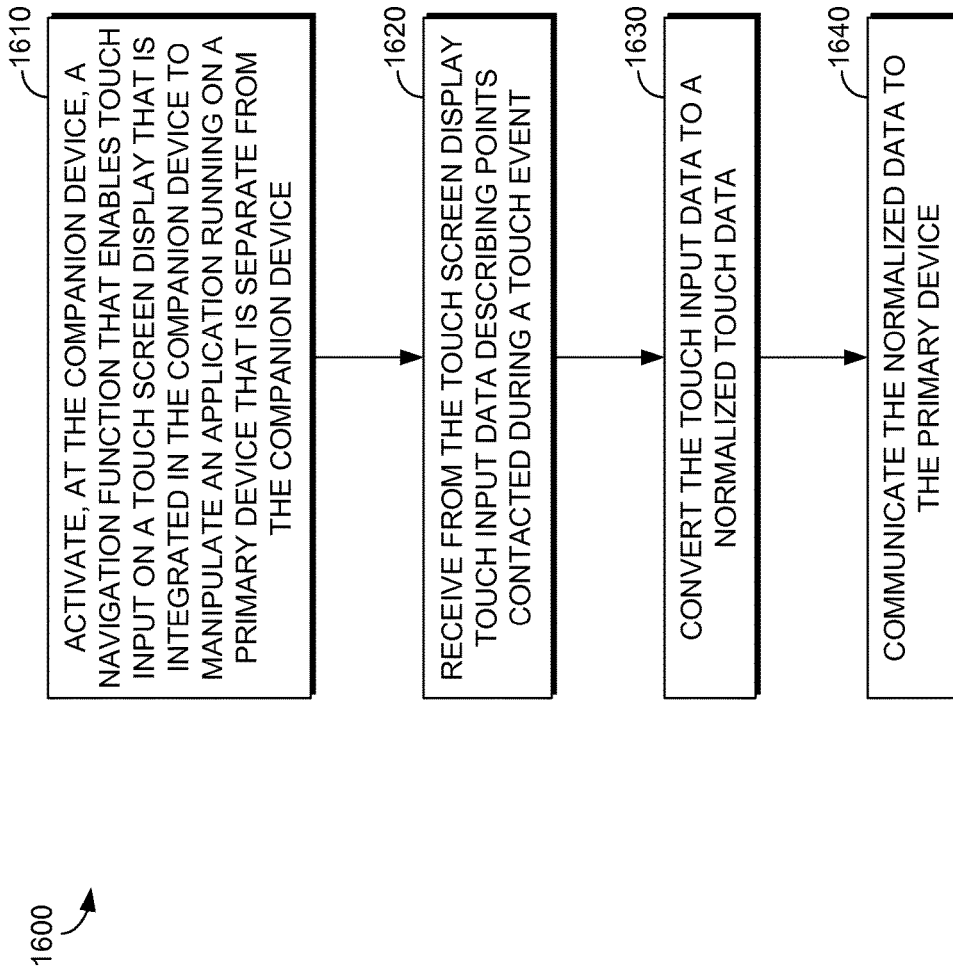 1600
1610
ACTIVATE, AT THE COMPANION DEVICE, A
NAVIGATION FUNCTION THAT ENABLES TOUCH
INPUT ON A TOUCH SCREEN DISPLAY THAT IS
INTEGRATED IN THE COMPANION DEVICE TO
MANIPULATE AN APPLICATION RUNNING ON A
PRIMARY DEVICE THAT IS SEPARATE FROM
THE COMPANION DEVICE
1620
RECEIVE FROM THE TOUCH SCREEN DISPLAY
TOUCH INPUT DATA DESCRIBING POINTS
CONTACTED DURING A TOUCH EVENT
1630
CONVERT THE TOUCH INPUT DATA TO A
NORMALIZED TOUCH DATA
1640
COMMUNICATE THE NORMALIZED DATA TO
THE PRIMARY DEVICE